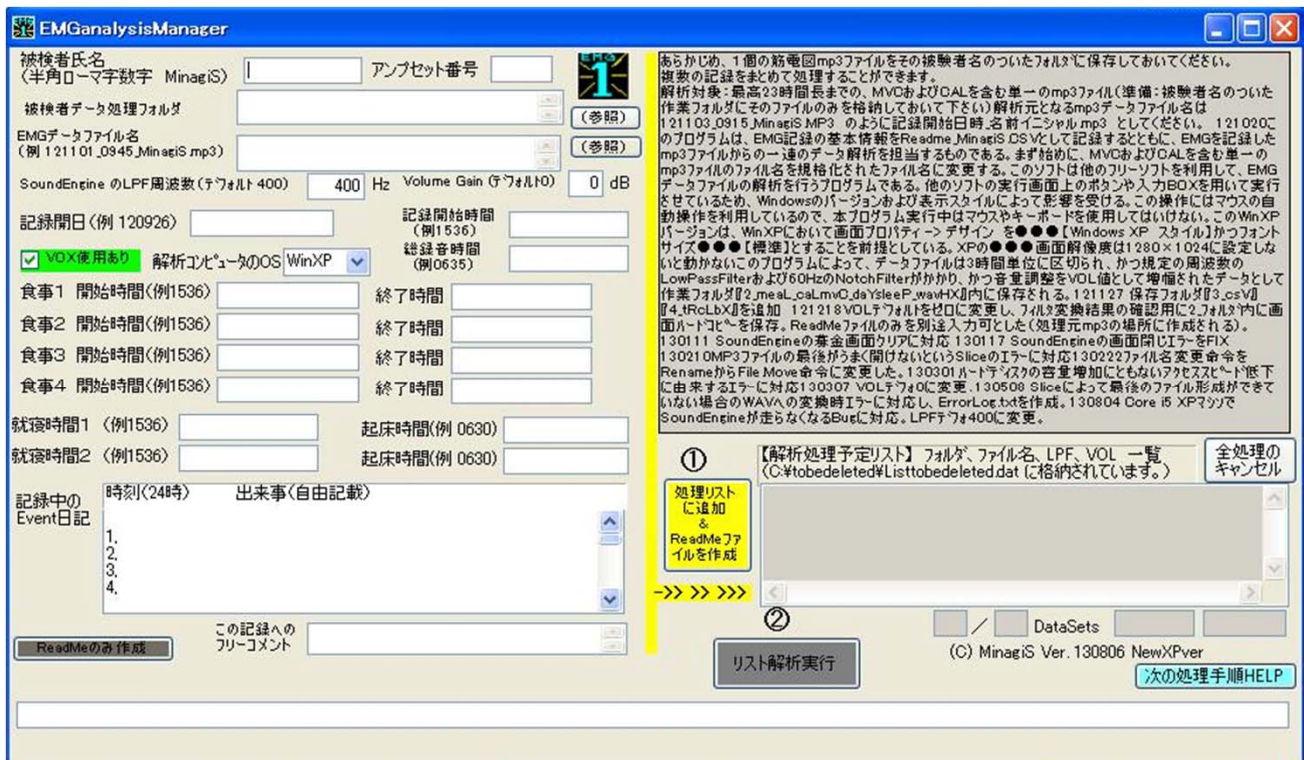 EMGanalysisManager
被検者氏名
(半角ローマ字数字 MinagiS)
アンプセット番号
EMG
1
被検者データ処理フォルダ
(参照)
EMGデータファイル名
(例 121101_0945_MinagiS.mp3)
(参照)
SoundEngine のLPF周波数(デフォルト 400)
400 Hz
Volume Gain (デフォルト0)
0 dB
記録開日(例 120926)
記録開始時間
(例1536)
総録音時間
(例0635)
VOX使用あり
解析コンピュータのOS
WinXP
食事1 開始時間(例1536)
終了時間
食事2 開始時間(例1536)
終了時間
食事3 開始時間(例1536)
終了時間
食事4 開始時間(例1536)
終了時間
就寝時間1 (例1536)
起床時間(例 0630)
就寝時間2 (例1536)
起床時間(例 0630)
記録中の
Event日記
時刻(24時) 出来事(自由記載)
1.
2.
3.
4.
この記録への
フリーコメント
ReadMeのみ作成
あらかじめ、1個の筋電図mp3ファイルをその被験者名のついたフォルダに保存しておいてください。
複数の記録をまとめて処理することができます。
解析対象:最高23時間長までの、MVCおよびCALを含む単一のmp3ファイル(準備:被験者名のついた
作業フォルダにそのファイルのみを格納しておいて下さい)解析元となるmp3データファイル名は
121103_0915_MinagiS.MP3 のように記録開始日時_名前イニシャル.mp3 としてください。 121020こ
のプログラムは、EMG記録の基本情報をReadme_MinagiS.CSVとして記録するとともに、EMGを記録した
mp3ファイルからの一連のデータ解析を担当するものである。まず始めに、MVCおよびCALを含む単一の
mp3ファイルのファイル名を規格化されたファイル名に変更する。このソフトは他のフリーソフトを利用して、EMG
データファイルの解析を行うプログラムである。他のソフトの実行画面上のボタンや入力BOXを用いて実行
させているため、Windowsのバージョンおよび表示スタイルによって影響を受ける。この操作にはマウスの自
動操作を利用しているので、本プログラム実行中はマウスやキーボードを使用してはいけない。このWinXP
バージョンは、WinXPにおいて画面プロパティー-> デザイン を●●●【Windows XP スタイル】かつフォント
サイズ●●●【標準】とすることを前提としている。XPの●●●画面解像度は1280×1024に設定しな
いと動かないこのプログラムによって、データファイルは3時間単位に区切られ、かつ規定の周波数の
LowPassFilterおよび60HzのNotchFilterがかかり、かつ音量調整をVOL値として増幅されたデータとして
作業フォルダ『2_meaL_caLmvC_daYsleeP_wavHX』内に保存される。121127 保存フォルダ『3_csV』
『4_tRcLbX』を追加 121218VOLデフォルトをゼロに変更し、フィルタ変換結果の確認用に2_フォルダ内に画
面ハードコピーを保存。ReadMeファイルのみを別途入力可とした(処理元mp3の場所に作成される)。
130111 SoundEngineの募金画面クリアに対応 130117 SoundEngineの画面閉じエラーをFIX
130210MP3ファイルの最後がうまく開けないというSliceのエラーに対応130222ファイル名変更命令を
RenameからFile Move命令に変更した。130301ハードディスクの容量増加にともないアクセススピード低下
に由来するエラーに対応130307 VOLデフォ0に変更.130508 Sliceによって最後のファイル形成ができて
いない場合のWAVへの変換時エラーに対応し、ErrorLog.txtを作成。130804 Core i5 XPマシンで
SoundEngineが走らなくなるBugに対応。LPFデフォ400に変更。
①
【解析処理予定リスト】 フォルダ、ファイル名、LPF、VOL 一覧
(C:¥tobedeleted¥Listtobedeleted.dat に格納されています。)
全処理の
キャンセル
処理リスト
に追加
&
ReadMeファ
イルを作成
->> >> >>>
②
リスト解析実行
/ DataSets
(C) MinagiS Ver. 130806 NewXPver
次の処理手順HELP